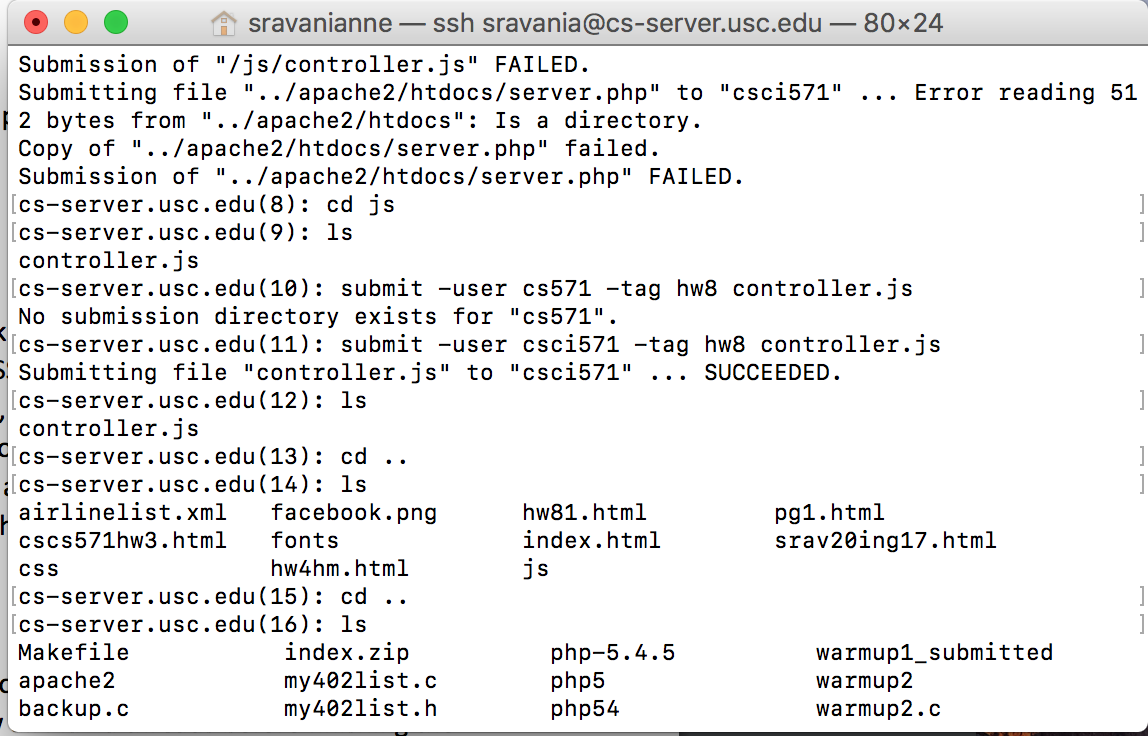 sravanianne — ssh sravania@cs-server.usc.edu — 80×24
Submission of "/js/controller.js" FAILED.
Submitting file "../apache2/htdocs/server.php" to "csci571" ... Error reading 51
2 bytes from "../apache2/htdocs": Is a directory.
Copy of "../apache2/htdocs/server.php" failed.
Submission of "../apache2/htdocs/server.php" FAILED.
[cs-server.usc.edu(8): cd js ]
[cs-server.usc.edu(9): ls ]
controller.js
[cs-server.usc.edu(10): submit -user cs571 -tag hw8 controller.js ]
No submission directory exists for "cs571".
[cs-server.usc.edu(11): submit -user csci571 -tag hw8 controller.js ]
Submitting file "controller.js" to "csci571" ... SUCCEEDED.
[cs-server.usc.edu(12): ls ]
controller.js
[cs-server.usc.edu(13): cd .. ]
[cs-server.usc.edu(14): ls ]
airlinelist.xml facebook.png hw81.html pg1.html
cscs571hw3.html fonts index.html srav20ing17.html
css hw4hm.html js
[cs-server.usc.edu(15): cd .. ]
[cs-server.usc.edu(16): ls ]
Makefile index.zip php-5.4.5 warmup1_submitted
apache2 my402list.c php5 warmup2
backup.c my402list.h php54 warmup2.c